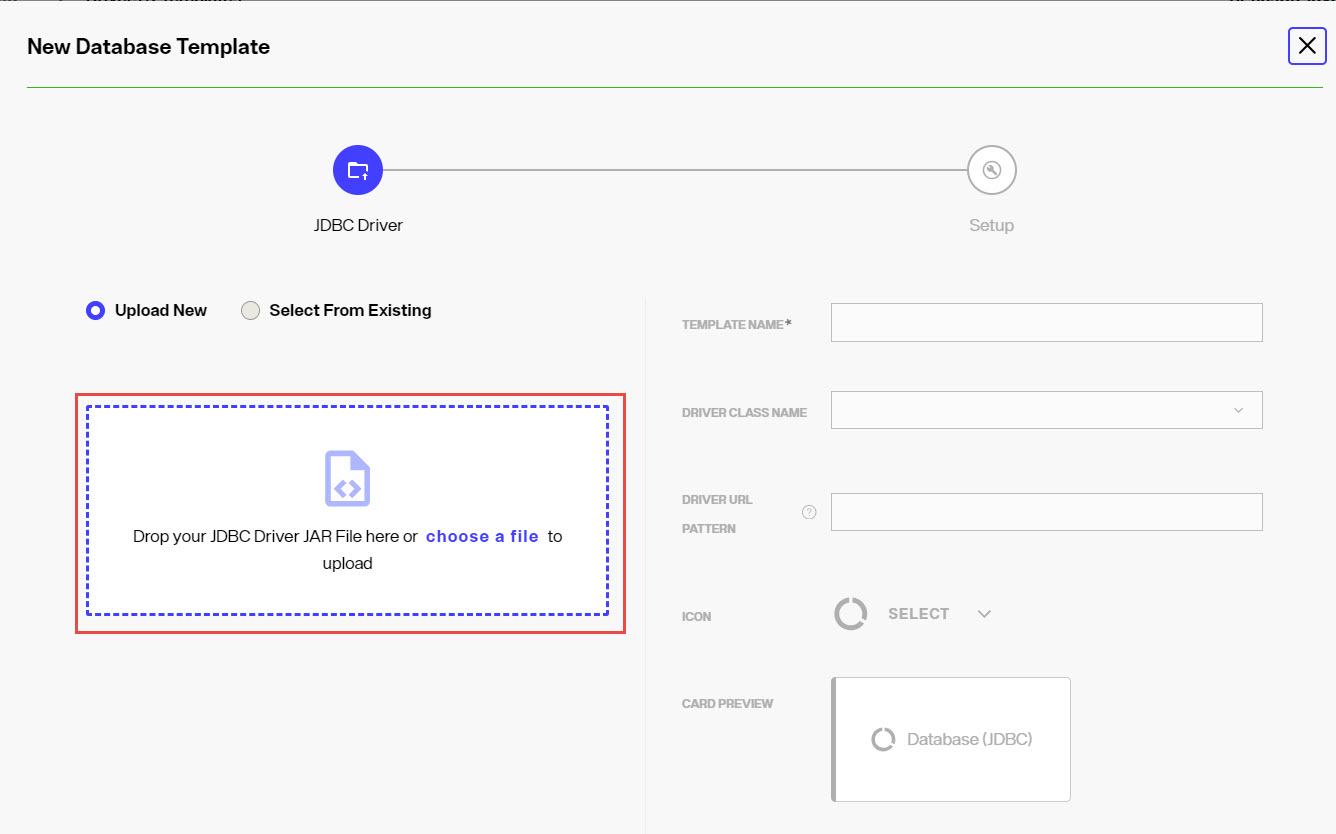 New Database Template
JDBC Driver
Setup
Upload New
Select From Existing
Drop your JDBC Driver JAR File here or choose a file to
upload
TEMPLATE NAME*
DRIVER CLASS NAME
DRIVER URL
PATTERN
?
ICON
SELECT
CARD PREVIEW
Database (JDBC)